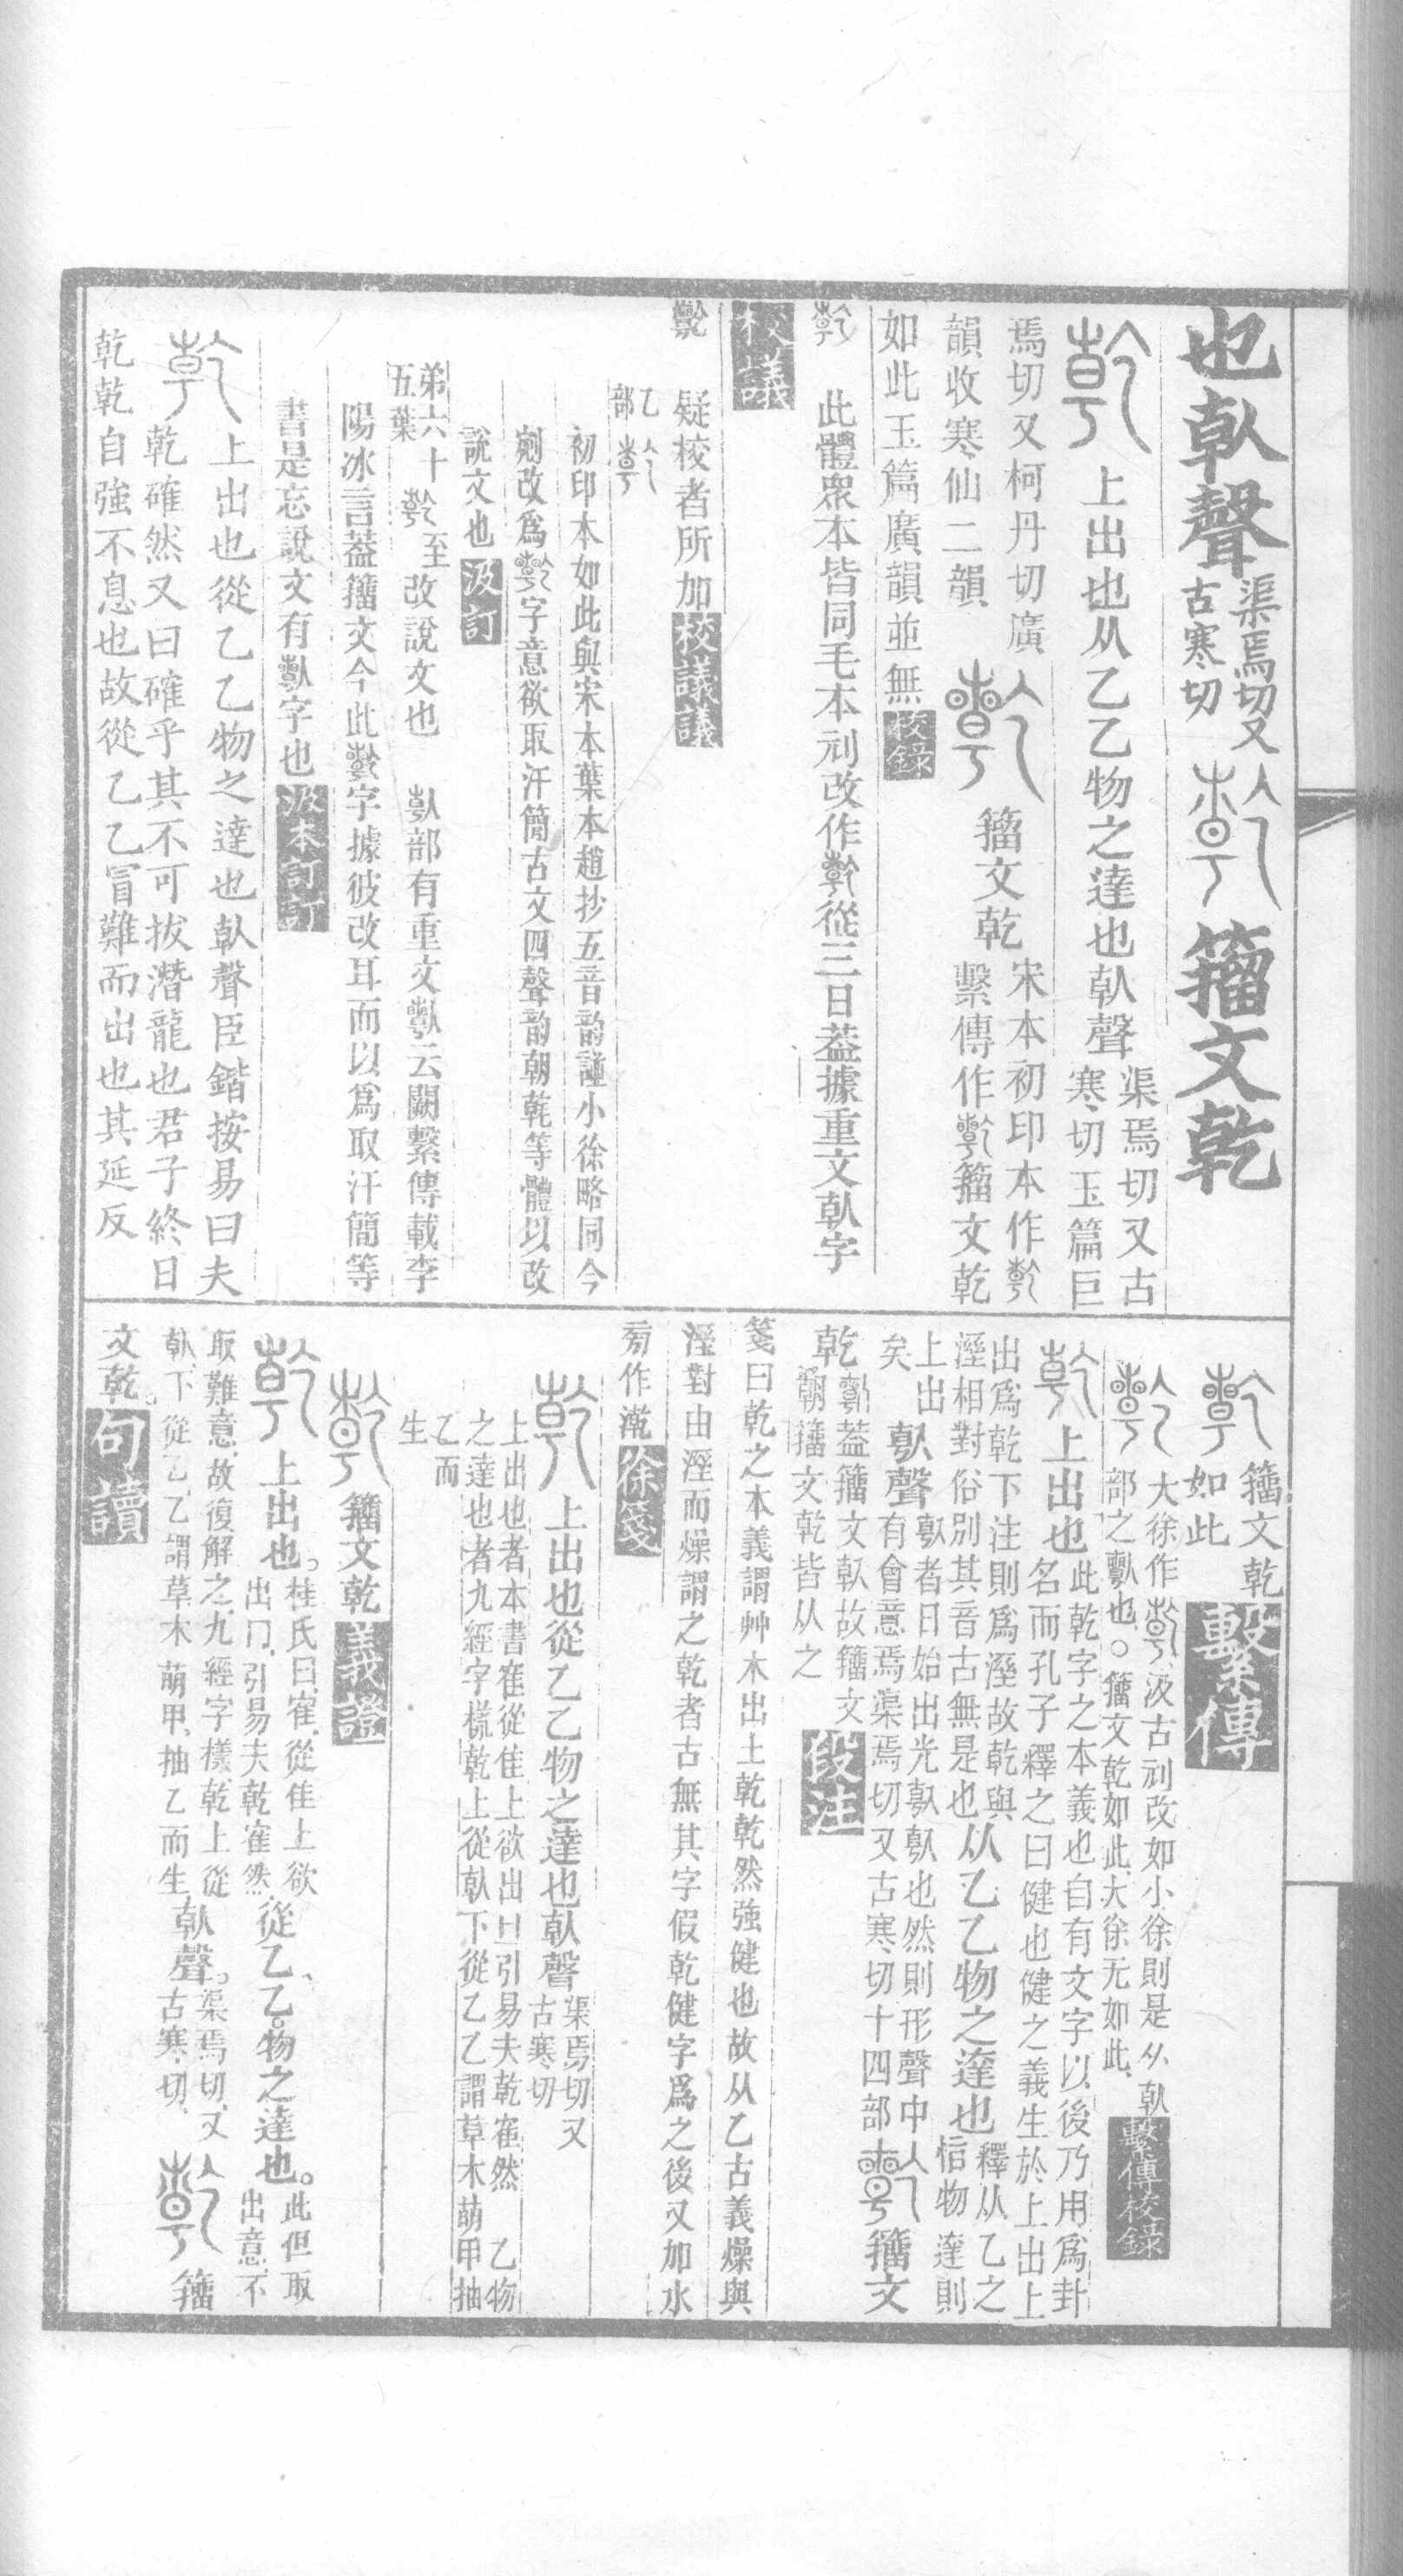 也倝聲渠焉切又
古寒切
籀文乾
上出也从乙乙物之達也倝聲渠焉切又古
寒切玉篇巨
焉切又柯丹切廣
韻收寒仙二韻
籀文乾宋本初印本作
繫傳作
籀文乾
如此玉篇廣韻並無校錄
此體眾本皆同毛本剜改作
從三日葢據重文倝字
校議
疑校者所加校議議
乙部
初印本如此與宋本葉本趙抄五音韵譜小徐略同今
剜改爲
字意欲取汗簡古文四聲韵朝乾等體以改
說文也汲訂
弟六十五葉
至
改說文也
倝部有重文
云闕繫傳載李
陽冰言葢籀文今此
字據彼改耳而以爲取汗簡等
書是忘說文有
字也汲本訂訂
上出也從乙乙物之達也倝聲臣鍇按易曰夫
乾確然又曰確乎其不可拔潛龍也君子終日
乾乾自強不息也故從乙乙冒難而出也其延反
籀文乾
如此
繫傳
大徐作
汲古剜改如小徐則是从倝
部之
也○籀文乾如此大徐无如此
繫傳校錄
上出也此乾字之本義也自有文字以後乃用爲卦
名而孔子釋之曰健也健之義生於上出上
出爲乾下注則爲溼故乾與
溼相對俗別其音古無是也从乙乙物之達也釋从乙之
恉物達則
上出
矣
倝聲倝者日始出光倝倝也然則形聲中
有會意焉渠焉切又古寒切十四部
籀文
乾
葢籀文倝故籀文
籀文乾皆从之
段注
箋曰乾之本義謂艸木出土乾乾然強健也故从乙古義燥與
溼對由溼而燥謂之乾者古無其字假乾健字爲之後又加水
㫄作漧徐箋
上出也從乙乙物之達也倝聲渠焉切又
古寒切
上出也者本書隺從隹上欲出冂引易夫乾隺然 乙物
之達也者九經字㨾乾上從倝下從乙乙謂草木萌甲抽
乙而
生
籀文乾義證
上出也。桂氏曰、隺、從隹上欲
出冂、引易夫乾隺然、
從乙、乙。物之達也。此但取
出意、不
取難意、故復解之、九經字㨾、乾上從
倝、下從乙、乙謂草木萌甲、抽乙而生、
倝聲。渠焉切、又
古寒切、
籀
文乾。句讀